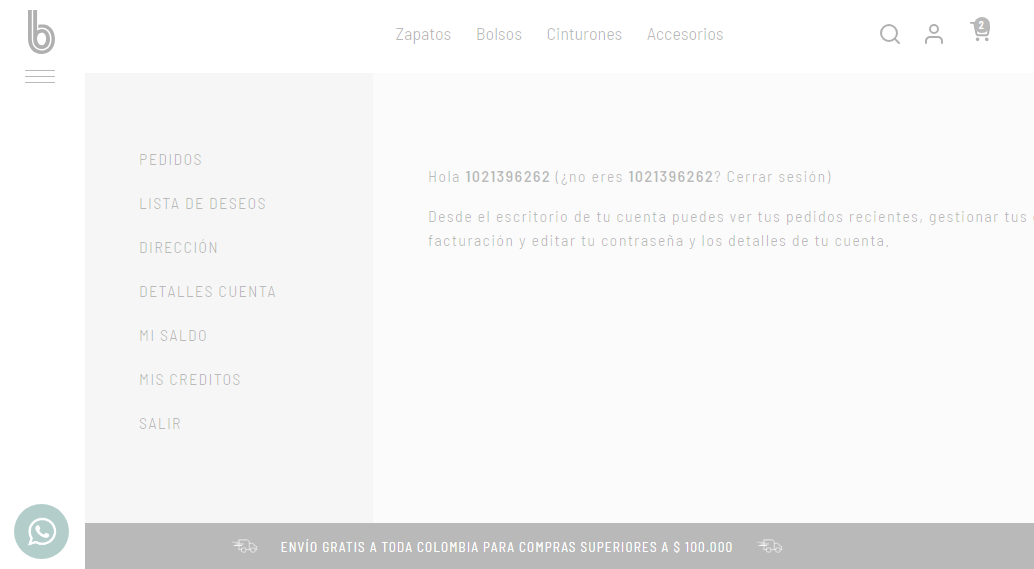 b
Zapatos Bolsos Cinturones Accesorios
2
PEDIDOS
LISTA DE DESEOS
DIRECCIÓN
DETALLES CUENTA
MI SALDO
MIS CREDITOS
SALIR
Hola 1021396262 (¿no eres 1021396262? Cerrar sesión)
Desde el escritorio de tu cuenta puedes ver tus pedidos recientes, gestionar tus
facturación y editar tu contraseña y los detalles de tu cuenta.
ENVÍO GRATIS A TODA COLOMBIA PARA COMPRAS SUPERIORES A $ 100.000